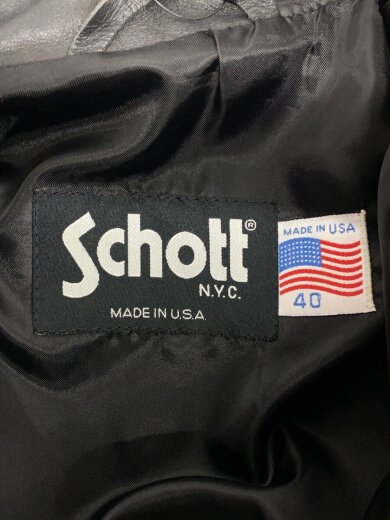 Schott®
N.Y.C.
MADE IN U.S.A
MADE IN USA
40